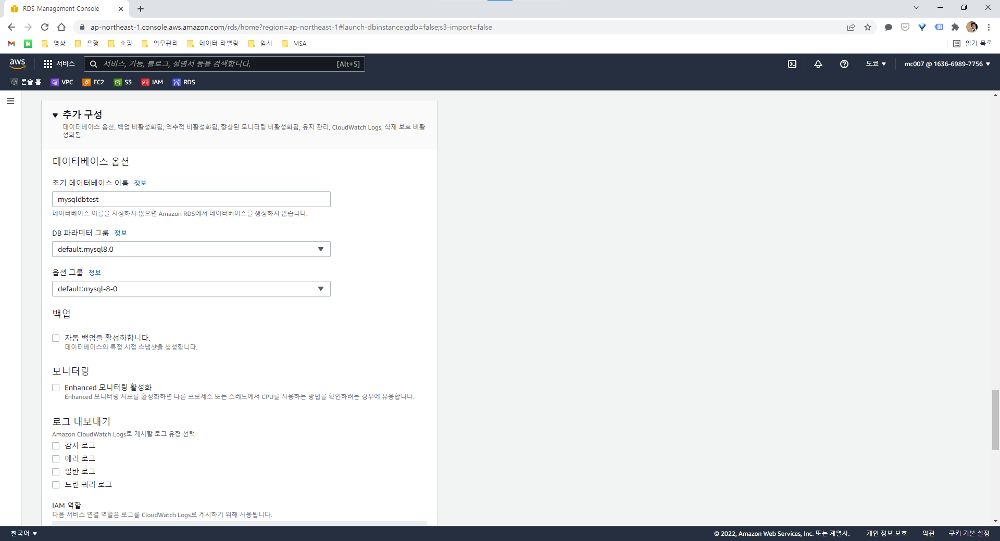 RDS Management Console
ap-northeast-1.console.aws.amazon.com/rds/home?region=ap-northeast-1#launch-dbinstance:gdb=false;s3-import=false
N 영상 은행 쇼핑 업무관리 데이터 라벨링 임시 MSA 읽기 목록
aws 서비스 서비스, 기능, 블로그, 설명서 등을 검색합니다. [Alt+S] 도쿄 mc007 @ 1636-6989-7756
콘솔 홈 VPC EC2 S3 IAM RDS
추가 구성
데이터베이스 옵션, 백업 비활성화됨, 역추적 비활성화됨, 향상된 모니터링 비활성화됨, 유지 관리, CloudWatch Logs, 삭제 보호 비활
성화됨.
데이터베이스 옵션
초기 데이터베이스 이름 정보
mysqldbtest
데이터베이스 이름을 지정하지 않으면 Amazon RDS에서 데이터베이스를 생성하지 않습니다.
DB 파라미터 그룹 정보
default.mysql8.0
옵션 그룹 정보
default:mysql-8-0
백업
자동 백업을 활성화합니다.
데이터베이스의 특정 시점 스냅샷을 생성합니다.
모니터링
Enhanced 모니터링 활성화
Enhanced 모니터링 지표를 활성화하면 다른 프로세스 또는 스레드에서 CPU를 사용하는 방법을 확인하려는 경우에 유용합니다.
로그 내보내기
Amazon CloudWatch Logs로 게시할 로그 유형 선택
감사 로그
에러 로그
일반 로그
느린 쿼리 로그
IAM 역할
다음 서비스 연결 역할은 로그를 CloudWatch Logs로 게시하기 위해 사용됩니다.
한국어 © 2022, Amazon Web Services, Inc. 또는 계열사. 개인 정보 보호 약관 쿠키 기본 설정